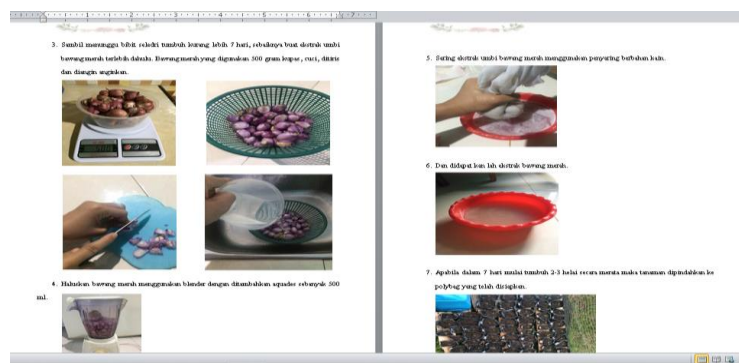 3. Sambil menunggu bibit seledri tumbuh kurang lebih 7 hari, sebaiknya buat ekstrak umbi
bawang merah terlebih dahulu. Bawang merah yang digunakan 500 gram kupas, cuci, ditiris
dan diangin anginkan.
4. Haluskan bawang merah menggunakan blender dengan ditambahkan aquades sebanyak 500
ml.
5. Saring ekstrak umbi bawang merah menggunakan penyaring berbahan kain.
6. Dan didapat kan lah ekstrak bawang merah.
7. Apabila dalam 7 hari mulai tumbuh 2-3 helai secara merata maka tanaman dipindahkan ke
polybag yang telah disiapkan.